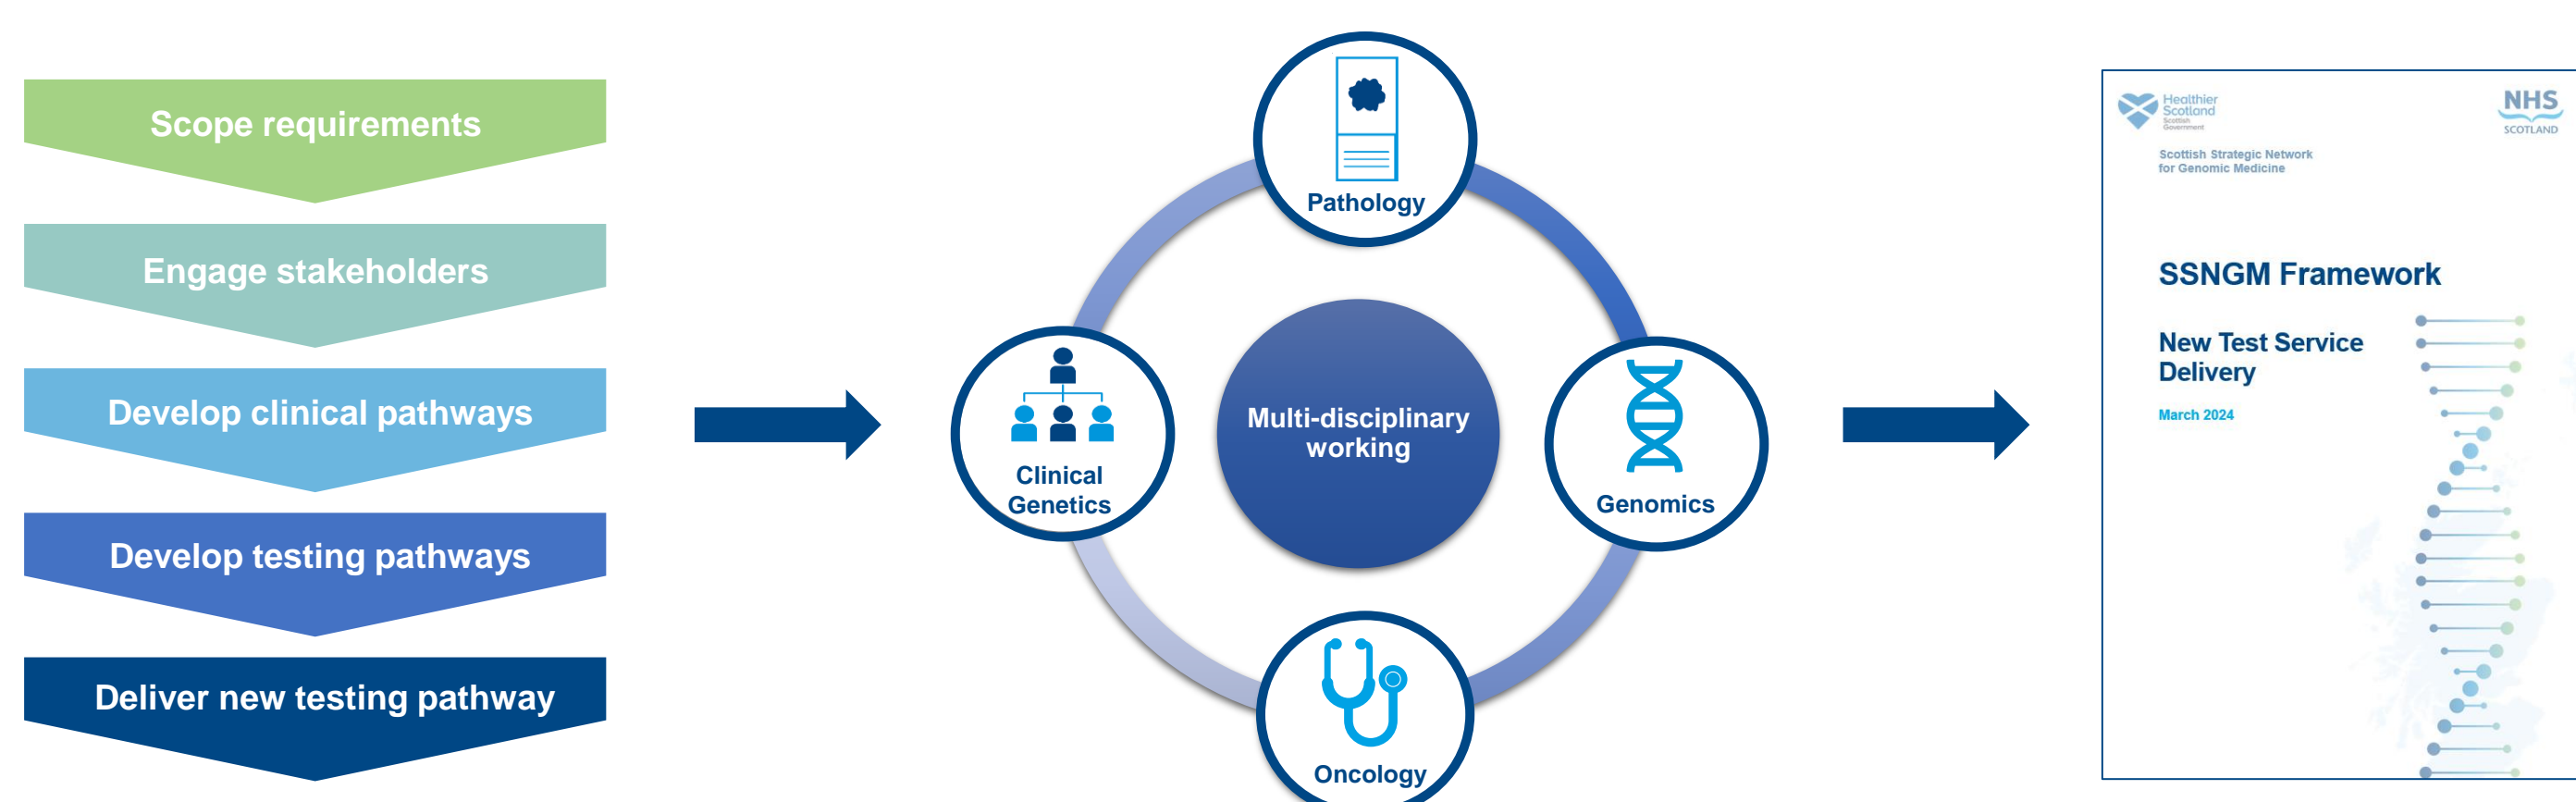 Scope requirements
Engage stakeholders
Develop clinical pathways
Develop testing pathways
Deliver new testing pathway
Pathology
Clinical
Genetics
Multi-disciplinary
working
Genomics
Oncology
Healthier
Scotland
Scottish
Government
NHS
SCOTLAND
Scottish Strategic Network
for Genomic Medicine
SSNGM Framework
New Test Service
Delivery
March 2024